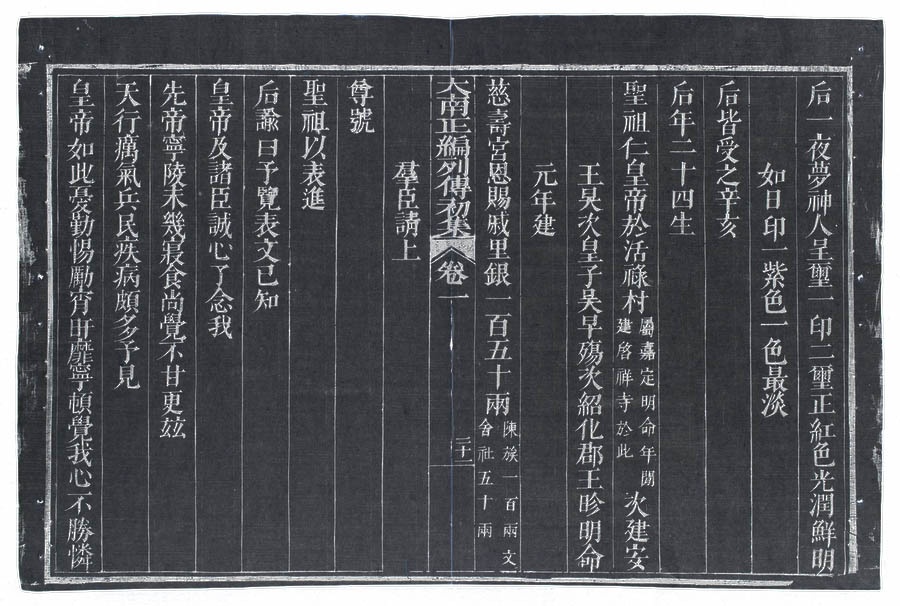 后一夜夢神人呈璽一印二璽正紅色光潤鮮明
如日印一紫色一色最淡
后皆受之辛亥
后年二十四生
聖祖仁皇帝於活祿村屬嘉定明命年間建啓祥寺於此次建安
王旲次皇子昊早殤次紹化郡王昣明命
元年建
慈壽宮恩賜戚里銀一百五十兩陳族一百兩文會社五十兩
大南正編列傳初集 卷一 三十一
羣臣請上
尊號
聖祖以表進
后諭曰予覽表文已知
皇帝及諸臣誠心了念我
先帝寧陵未幾寢食尚覺不甘更玆
天行癘氣兵民疾病頗多予見
皇帝如此憂勤惕勵宵旰靡寧頓覺我心不勝憐